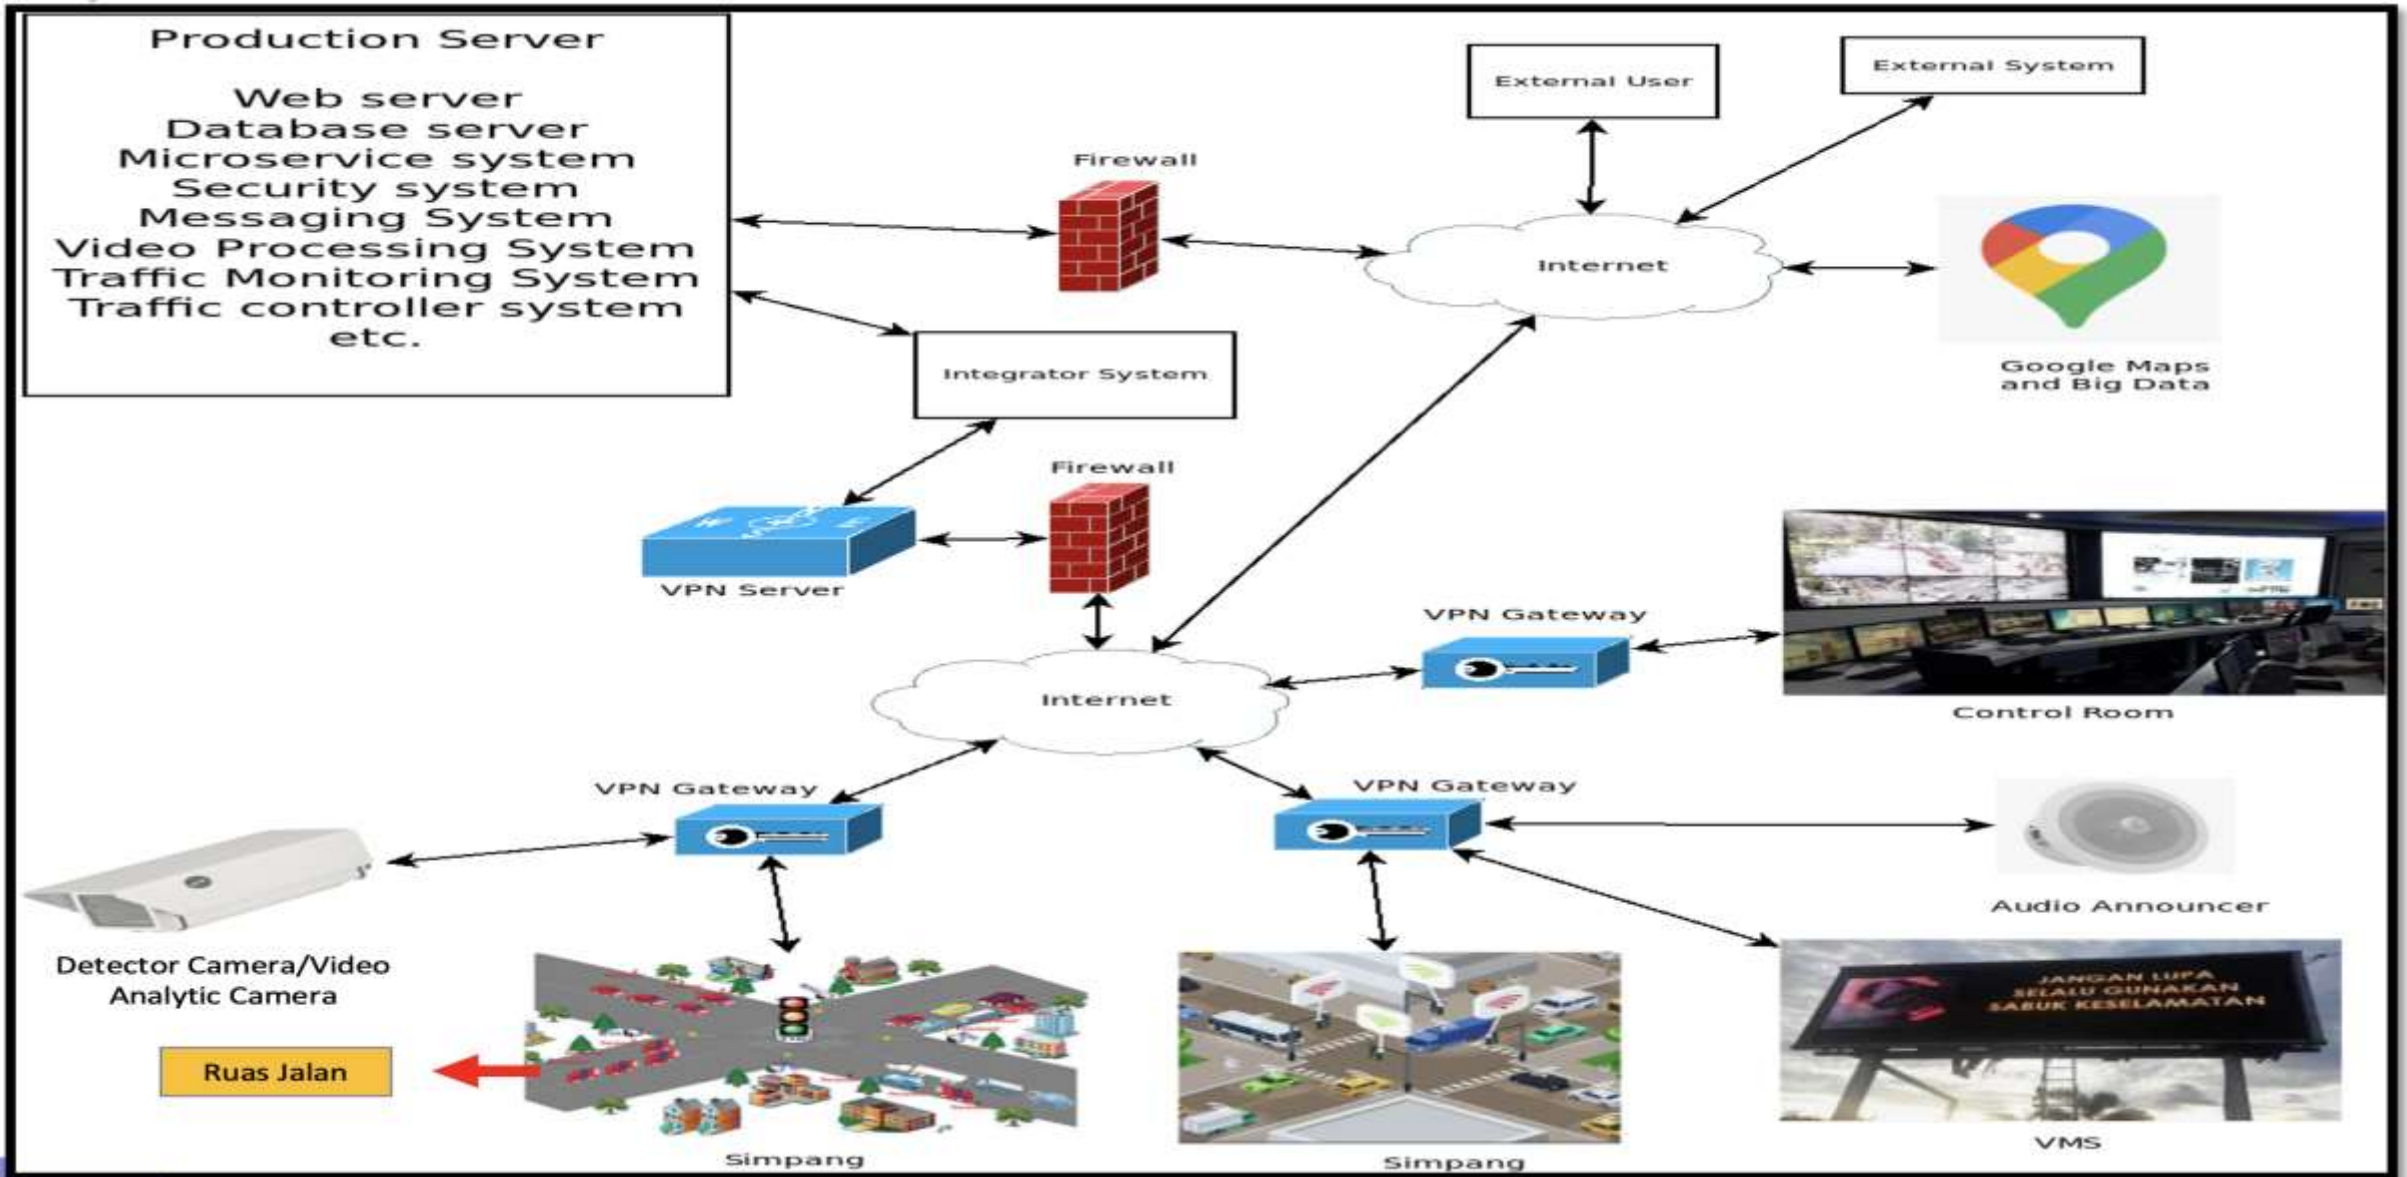 Production Server
Web server
Database server
Microservice system
Security system
Messaging System
Video Processing System
Traffic Monitoring System
Traffic controller system
etc.
External User
External System
Firewall
Internet
Google Maps
and Big Data
Integrator System
Firewall
VPN Server
VPN Gateway
Control Room
Internet
VPN Gateway
VPN Gateway
Audio Announcer
Detector Camera/Video
Analytic Camera
Ruas Jalan
Simpang
Simpang
JANGAN LUPA
SELALU GUNAKAN
SABUK KESELAMATAN
VMS